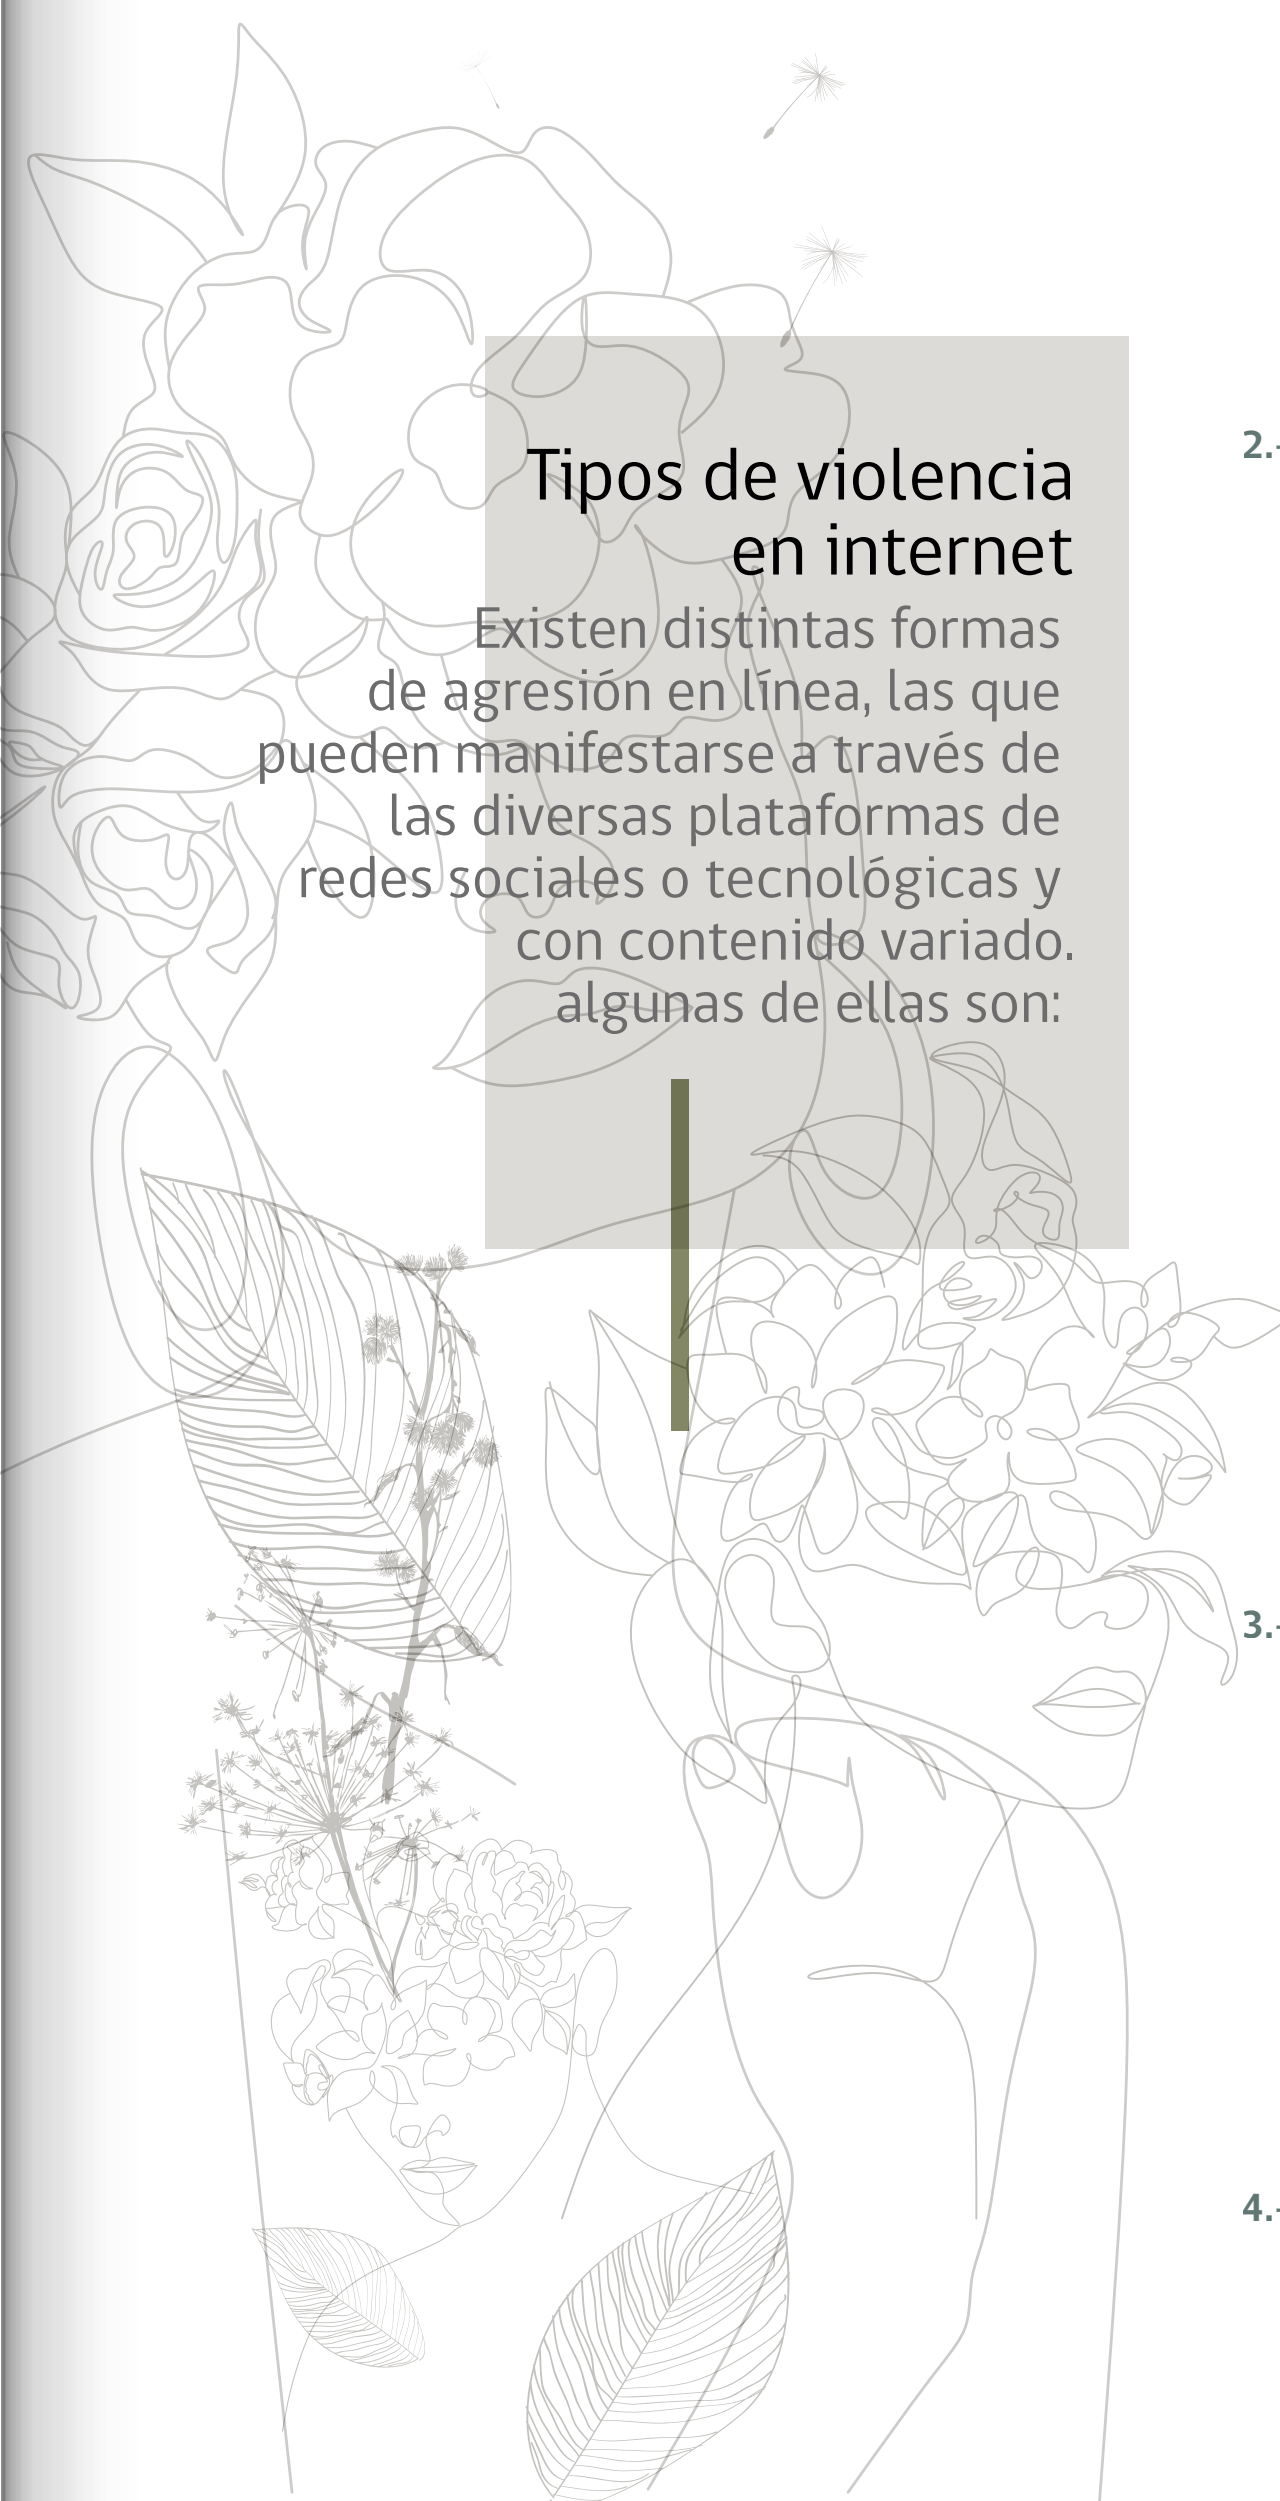 Tipos de violencia
en internet
Existen distintas formas
de agresión en línea, las que
pueden manifestarse a través de
las diversas plataformas de
redes sociales o tecnológicas y
con contenido variado.
algunas de ellas son:
2.-
3.-
4.-